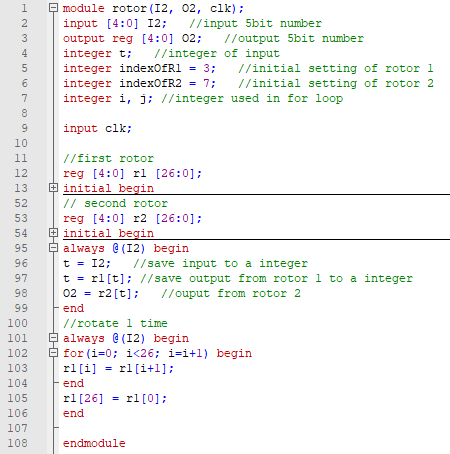 1 module rotor(I2, O2, clk);
2 input [4:0] I2; //input 5bit number
3 output reg [4:0] O2; //output 5bit number
4 integer t; //integer of input
5 integer indexOfR1 = 3; //initial setting of rotor 1
6 integer indexOfR2 = 7; //initial setting of rotor 2
7 integer i, j; //integer used in for loop
8
9 input clk;
10
11 //first rotor
12 reg [4:0] r1 [26:0];
13 initial begin
52 // second rotor
53 reg [4:0] r2 [26:0];
54 initial begin
95 always @(I2) begin
96 t = I2; //save input to a integer
97 t = r1[t]; //save output from rotor 1 to a integer
98 O2 = r2[t]; //ouput from rotor 2
99 end
100 //rotate 1 time
101 always @(I2) begin
102 for(i=0; i<26; i=i+1) begin
103 r1[i] = r1[i+1];
104 end
105 r1[26] = r1[0];
106 end
107
108 endmodule